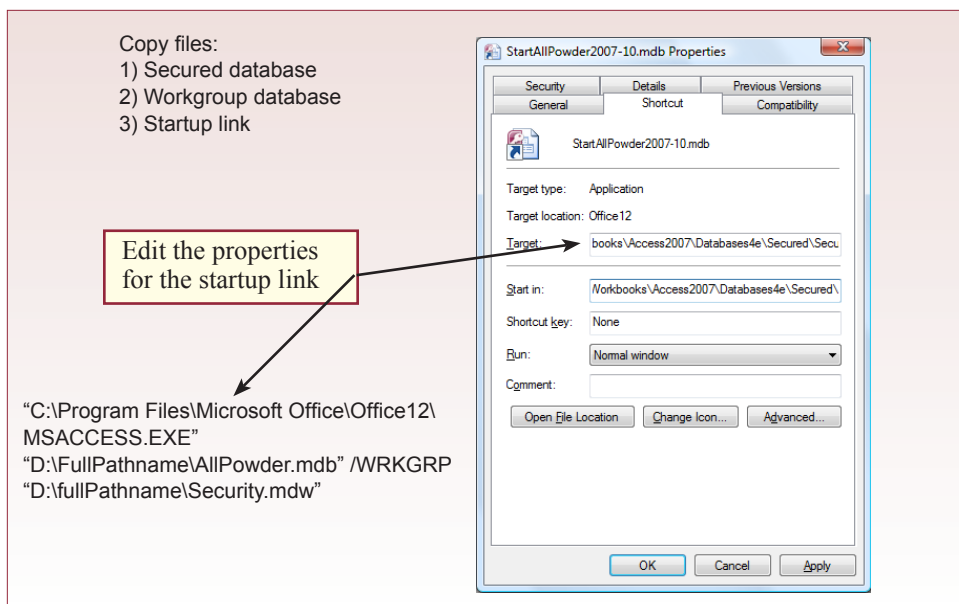 Copy files:
1) Secured database
2) Workgroup database
3) Startup link
Edit the properties
for the startup link
“C:\Program Files\Microsoft Office\Office12\
MSACCESS.EXE”
“D:\FullPathname\AllPowder.mdb” /WRKGRP
“D:\fullPathname\Security.mdw”
StartAllPowder2007-10.mdb Properties
Security Details Previous Versions
General Shortcut Compatibility
StartAllPowder2007-10.mdb
Target type: Application
Target location: Office12
Target: books\Access2007\Databases4e\Secured\Secu
Start in: Workbooks\Access2007\Databases4e\Secured\
Shortcut key: None
Run: Normal window
Comment:
Open File Location Change Icon... Advanced...
OK Cancel Apply